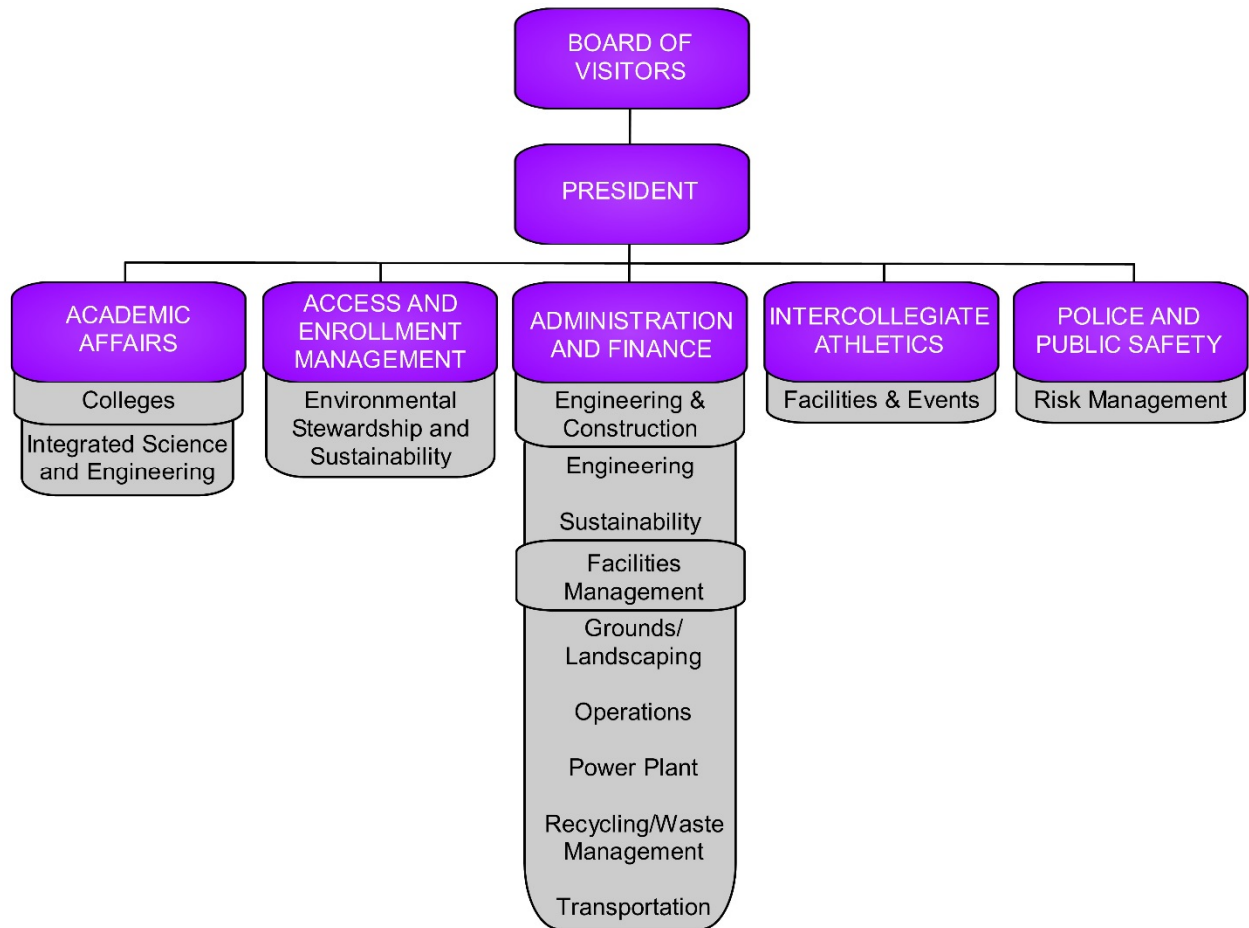 BOARD OF
VISITORS
PRESIDENT
ACADEMIC
AFFAIRS
Colleges
Integrated Science
and Engineering
ACCESS AND
ENROLLMENT
MANAGEMENT
Environmental
Stewardship and
Sustainability
ADMINISTRATION
AND FINANCE
Engineering &
Construction
Engineering
Sustainability
Facilities
Management
Grounds/
Landscaping
Operations
Power Plant
Recycling/Waste
Management
Transportation
INTERCOLLEGIATE
ATHLETICS
Facilities & Events
POLICE AND
PUBLIC SAFETY
Risk Management